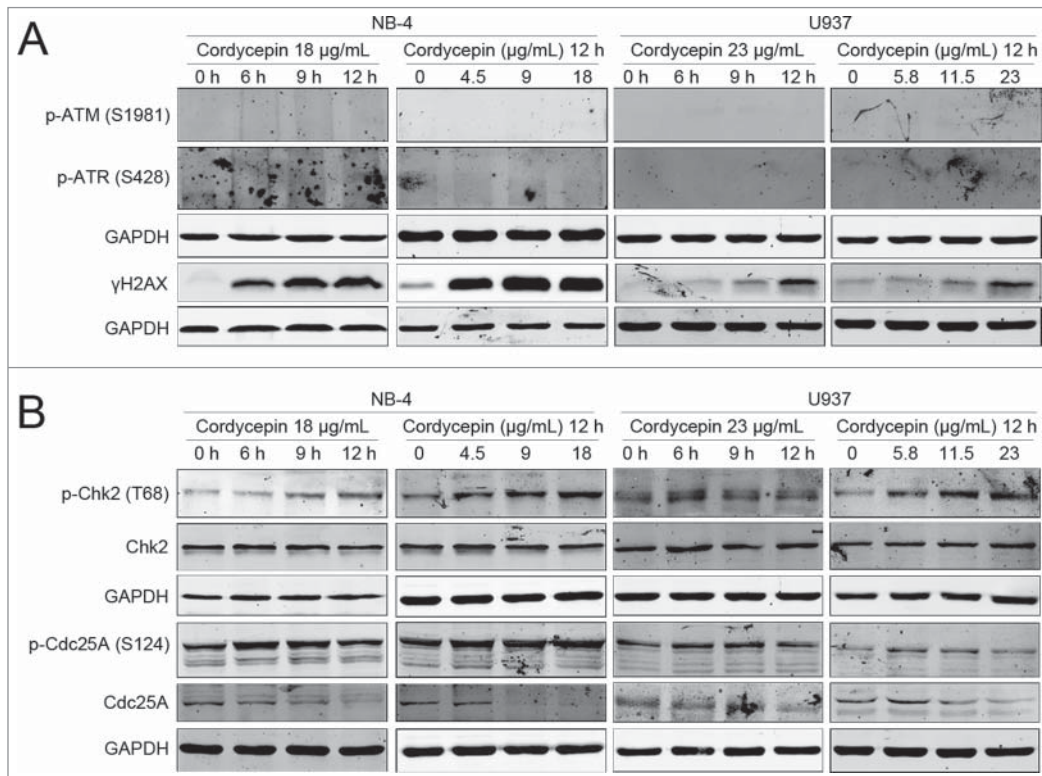 A
NB-4 U937
Cordycepin 18 µg/mL Cordycepin (µg/mL) 12 h Cordycepin 23 µg/mL Cordycepin (µg/mL) 12 h
0 h 6 h 9 h 12 h 0 4.5 9 18 0 h 6 h 9 h 12 h 0 5.8 11.5 23
p-ATM (S1981)
p-ATR (S428)
GAPDH
γH2AX
GAPDH
B
NB-4 U937
Cordycepin 18 µg/mL Cordycepin (µg/mL) 12 h Cordycepin 23 µg/mL Cordycepin (µg/mL) 12 h
0 h 6 h 9 h 12 h 0 4.5 9 18 0 h 6 h 9 h 12 h 0 5.8 11.5 23
p-Chk2 (T68)
Chk2
GAPDH
p-Cdc25A (S124)
Cdc25A
GAPDH